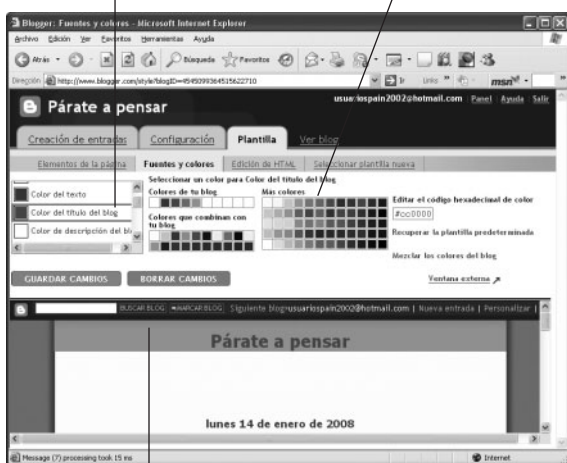 Blogger: Fuentes y colores - Microsoft Internet Explorer
Archivo Edición Ver Favoritos Herramientas Ayuda
Atrás Búsqueda Favoritos
Dirección http://www.blogger.com/style?blogID=4545099364515622710 Ir Links » msn »
Párate a pensar
usuariospain2002@hotmail.com Panel Ayuda Salir
Creación de entradas Configuración Plantilla Ver blog
Elementos de la página Fuentes y colores Edición de HTML Seleccionar plantilla nueva
Color del texto
Color del título del blog
Color de descripción del bl
Seleccionar un color para Color del título del blog
Colores de tu blog
Colores que combinan con tu blog
Más colores
Editar el código hexadecimal de color
#cc0000
Recuperar la plantilla predeterminada
Mezclar los colores del blog
GUARDAR CAMBIOS BORRAR CAMBIOS
Ventana externa
BUSCAR BLOG MARCAR BLOG Siguiente blog» usuariospain2002@hotmail.com | Nueva entrada | Personalizar |
Párate a pensar
lunes 14 de enero de 2008
Message (7) processing took 15 ms Internet